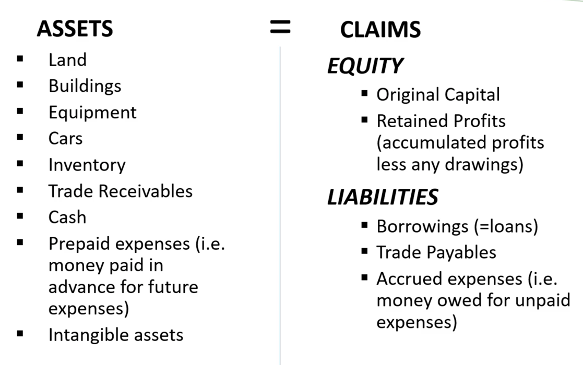 ASSETS = CLAIMS
▪ Land
▪ Buildings
▪ Equipment
▪ Cars
▪ Inventory
▪ Trade Receivables
▪ Cash
▪ Prepaid expenses (i.e.
money paid in
advance for future
expenses)
▪ Intangible assets
EQUITY
▪ Original Capital
▪ Retained Profits
(accumulated profits
less any drawings)
LIABILITIES
▪ Borrowings (=loans)
▪ Trade Payables
▪ Accrued expenses (i.e.
money owed for unpaid
expenses)